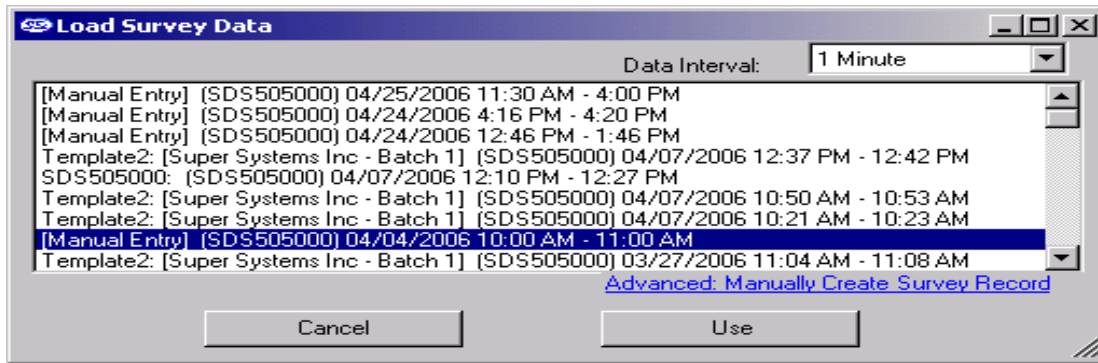 Load Survey Data
Data Interval: 1 Minute
[Manual Entry] (SDS505000) 04/25/2006 11:30 AM - 4:00 PM
[Manual Entry] (SDS505000) 04/24/2006 4:16 PM - 4:20 PM
[Manual Entry] (SDS505000) 04/24/2006 12:46 PM - 1:46 PM
Template2: [Super Systems Inc - Batch 1] (SDS505000) 04/07/2006 12:37 PM - 12:42 PM
SDS505000: (SDS505000) 04/07/2006 12:10 PM - 12:27 PM
Template2: [Super Systems Inc - Batch 1] (SDS505000) 04/07/2006 10:50 AM - 10:53 AM
Template2: [Super Systems Inc - Batch 1] (SDS505000) 04/07/2006 10:21 AM - 10:23 AM
[Manual Entry] (SDS505000) 04/04/2006 10:00 AM - 11:00 AM
Template2: [Super Systems Inc - Batch 1] (SDS505000) 03/27/2006 11:04 AM - 11:08 AM
Advanced: Manually Create Survey Record
Cancel Use